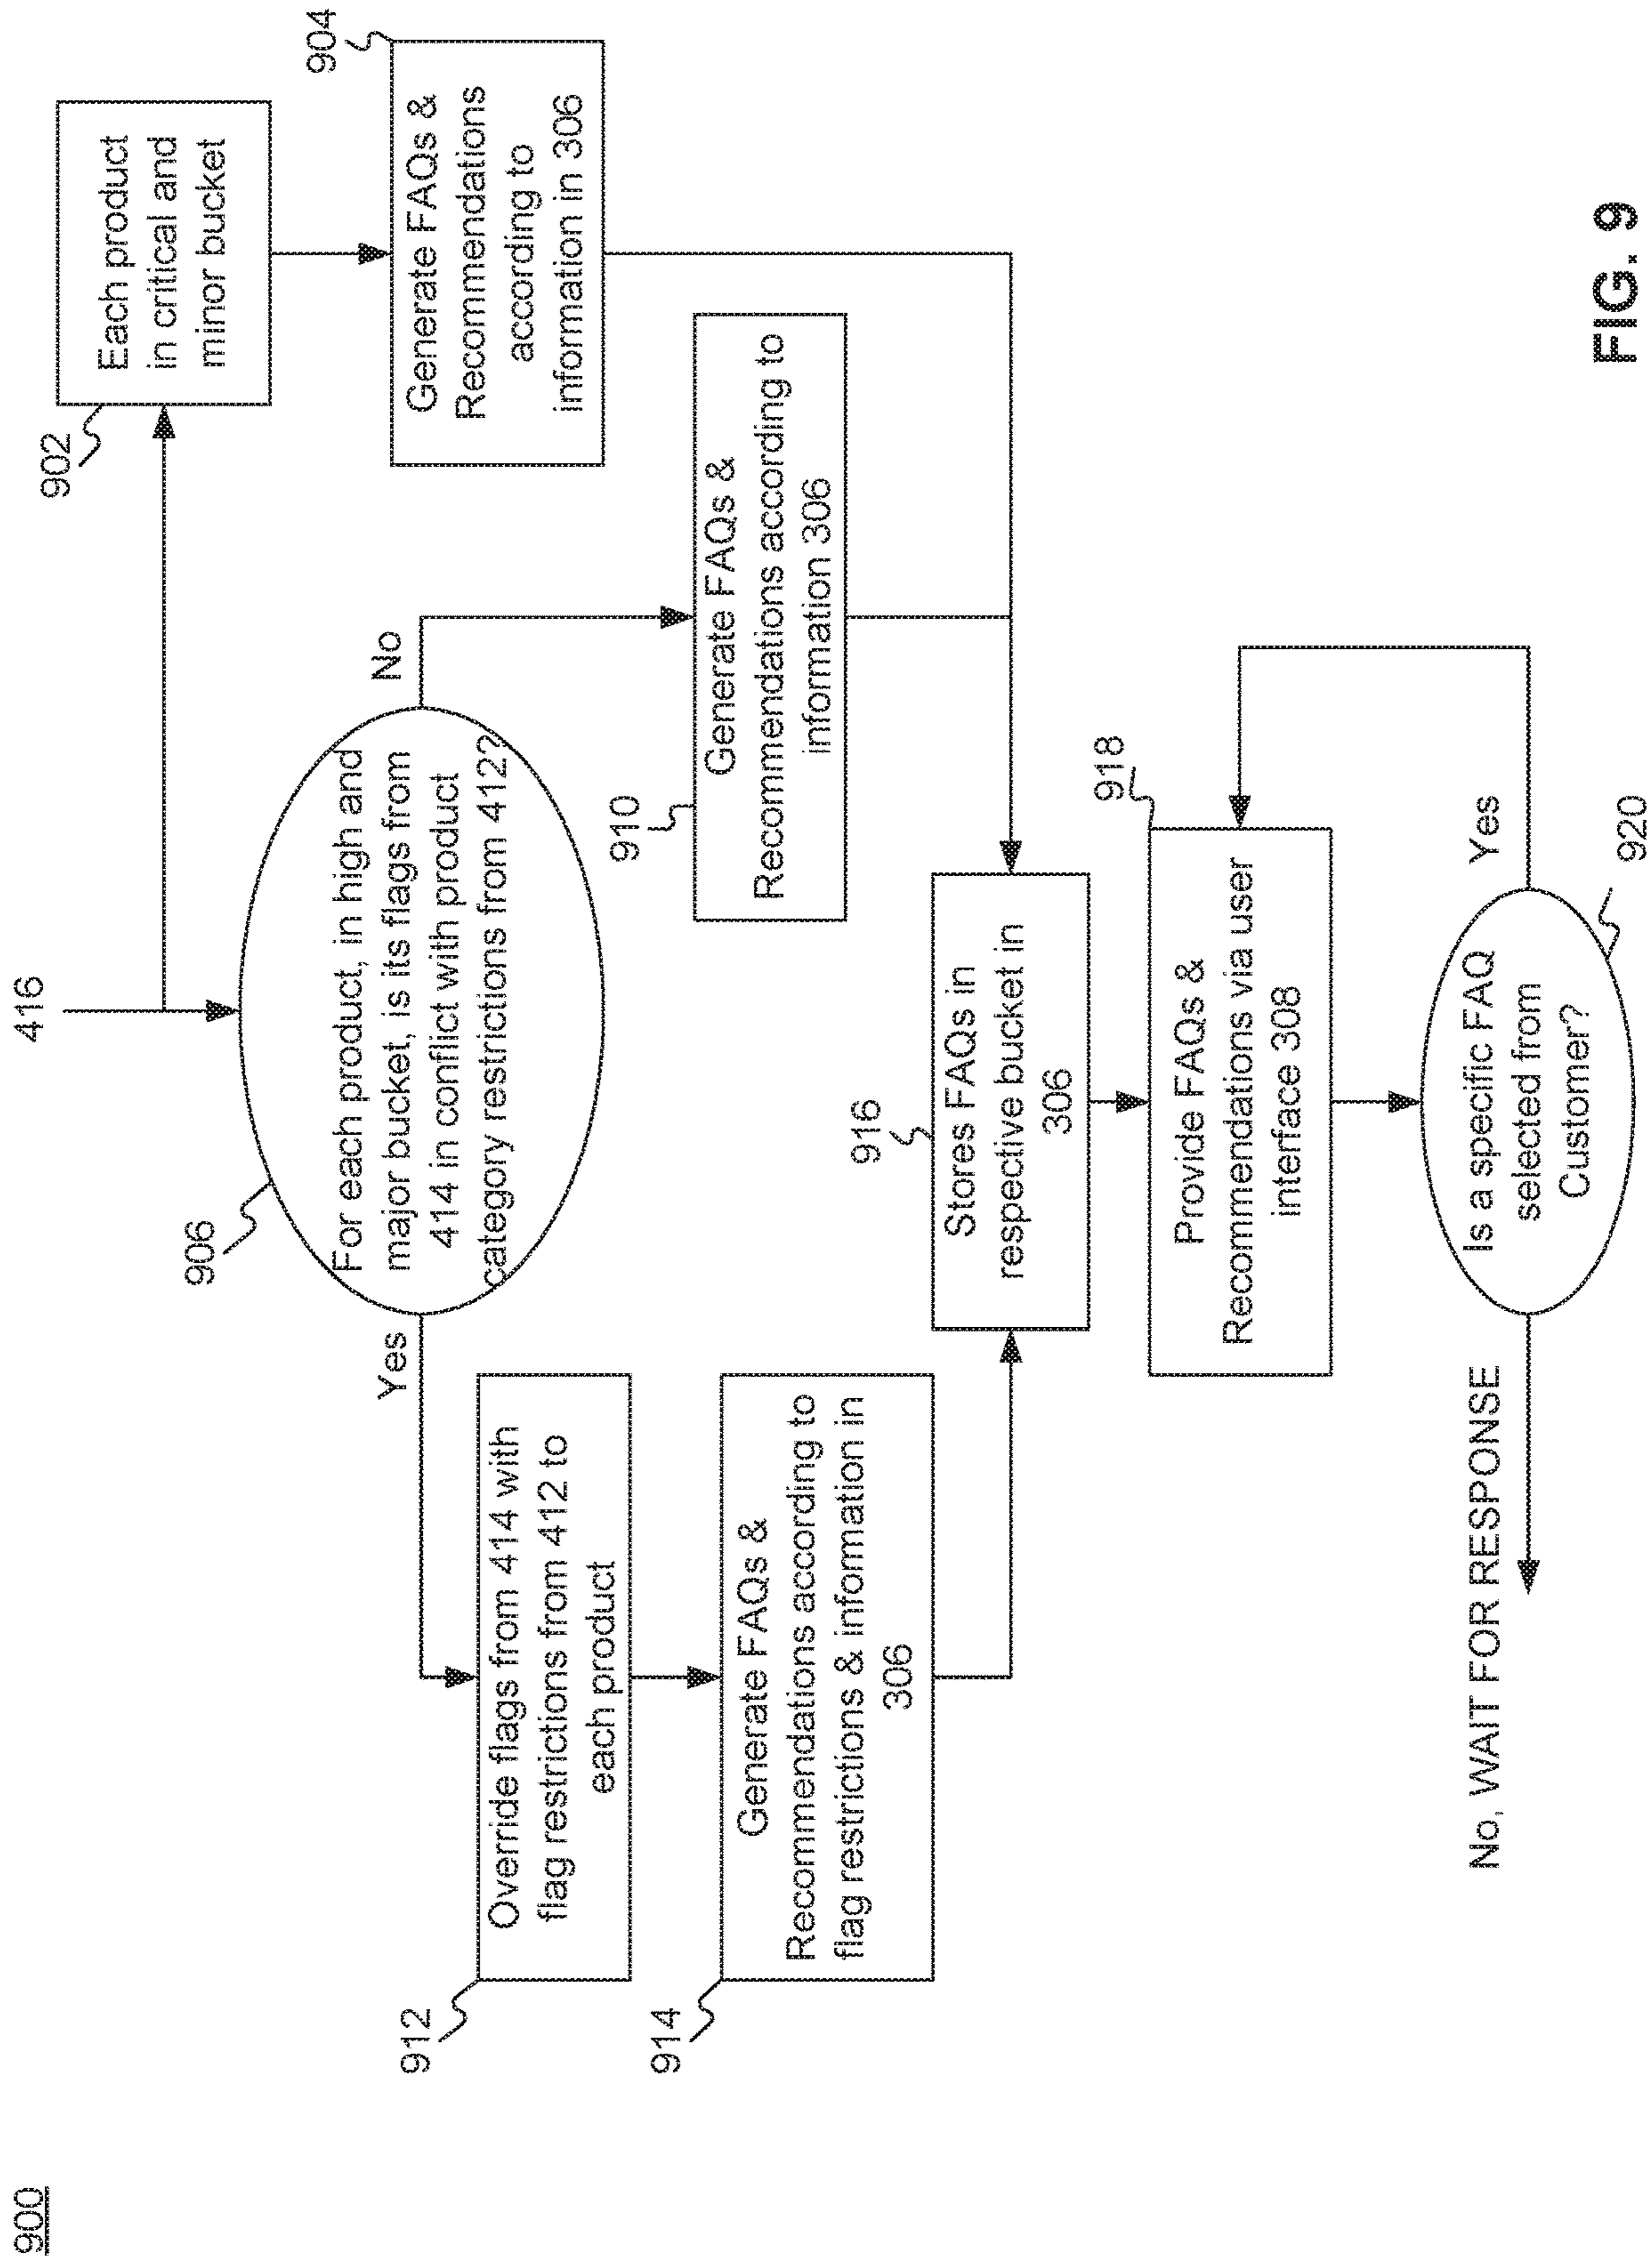 900
416
902
Each product
in critical and
minor bucket
904
Generate FAQs &
Recommendations
according to
information in 306
906
For each product, in high and
major bucket, is its flags from
414 in conflict with product
category restrictions from 412?
Yes
No
912
Override flags from 414 with
flag restrictions from 412 to
each product
910
Generate FAQs &
Recommendations according to
information 306
914
Generate FAQs &
Recommendations according to
flag restrictions & information in
306
916
Stores FAQs in
respective bucket in
306
918
Provide FAQs &
Recommendations via user
interface 308
920
Is a specific FAQ
selected from
Customer?
Yes
No, WAIT FOR RESPONSE
FIG. 9